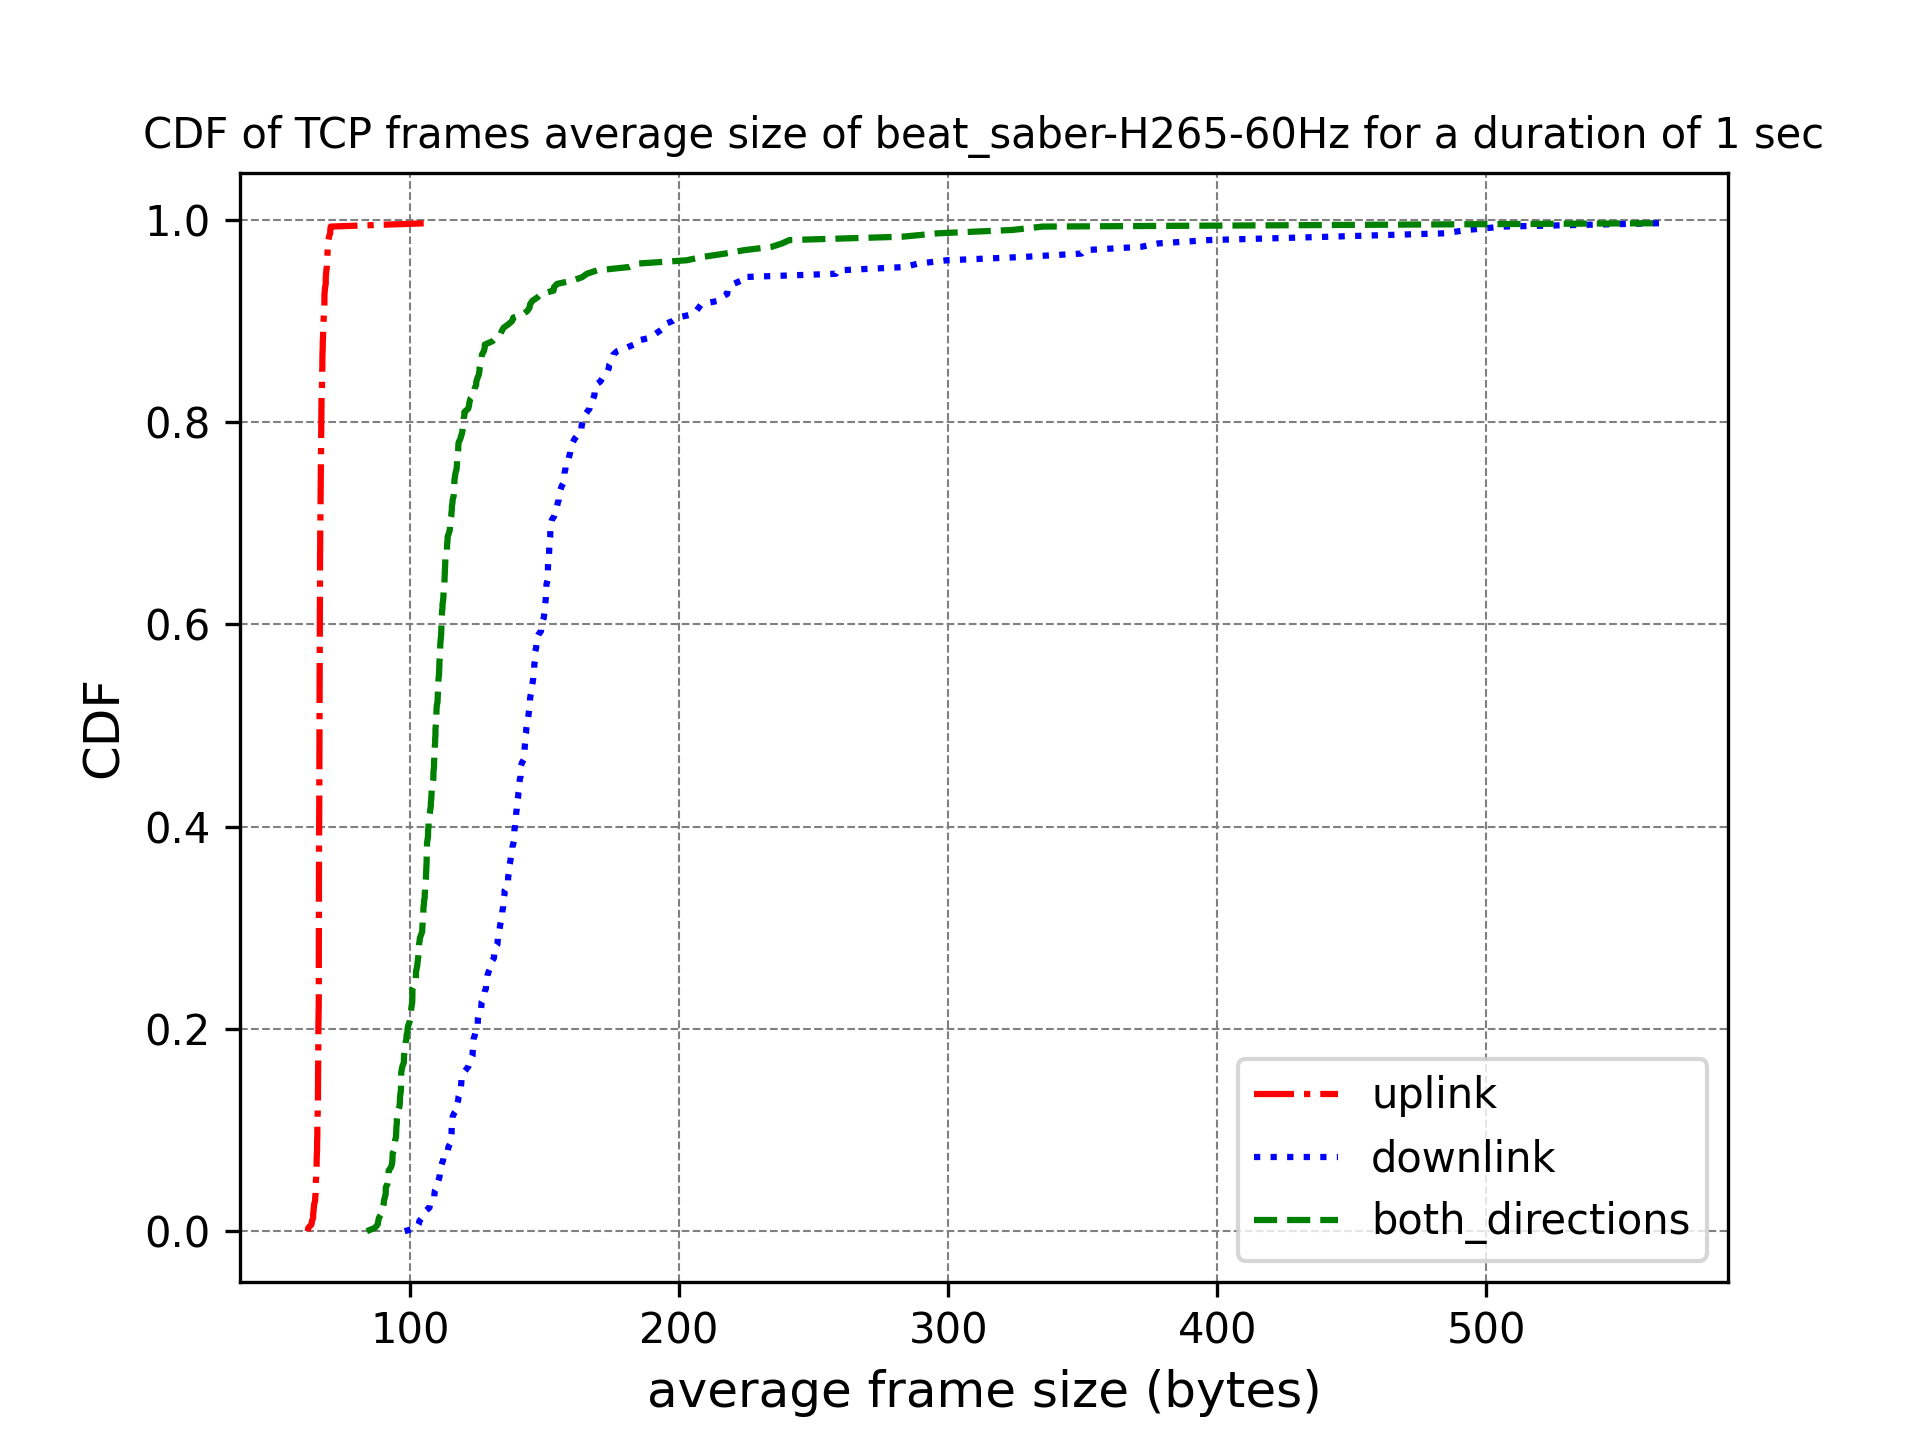 CDF of TCP frames average size of beat_saber-H265-60Hz for a duration of 1 sec
1.0
0.8
0.6
0.4
0.2
0.0
CDF
uplink
downlink
both_directions
100 200 300 400 500
average frame size (bytes)